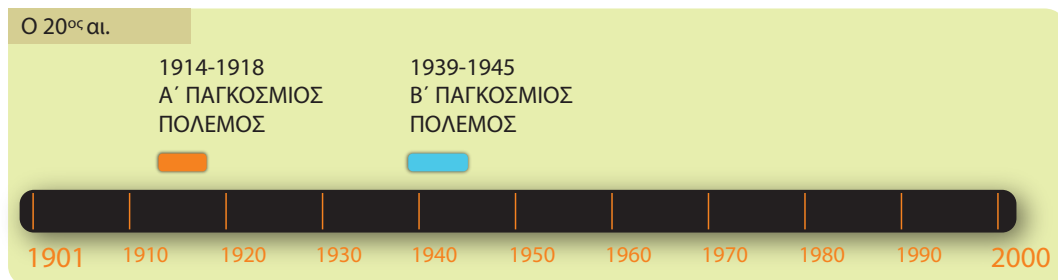 Ο 20ος αι.
1914-1918
Α΄ ΠΑΓΚΟΣΜΙΟΣ
ΠΟΛΕΜΟΣ
1939-1945
Β΄ ΠΑΓΚΟΣΜΙΟΣ
ΠΟΛΕΜΟΣ
1901 1910 1920 1930 1940 1950 1960 1970 1980 1990 2000